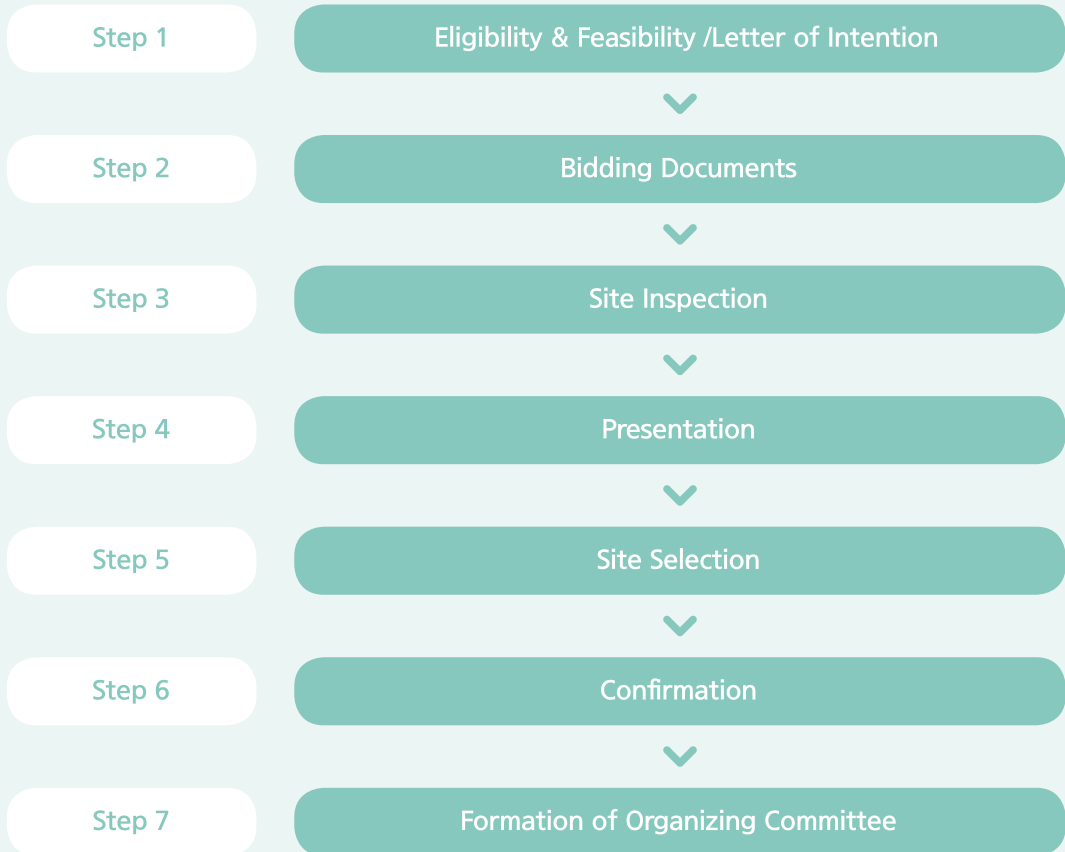 Step 1
Eligibility & Feasibility /Letter of Intention
Step 2
Bidding Documents
Step 3
Site Inspection
Step 4
Presentation
Step 5
Site Selection
Step 6
Confirmation
Step 7
Formation of Organizing Committee